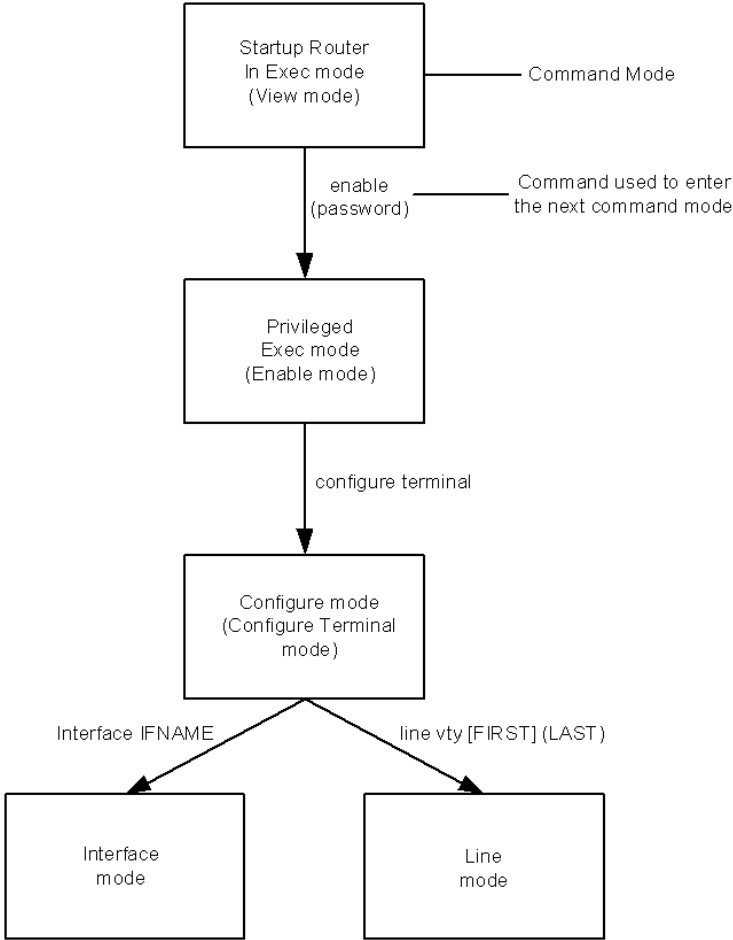 Startup Router
In Exec mode
(View mode)
Command Mode
enable
(password)
Command used to enter
the next command mode
Privileged
Exec mode
(Enable mode)
configure terminal
Configure mode
(Configure Terminal
mode)
Interface IFNAME
line vty [FIRST] (LAST)
Interface
mode
Line
mode